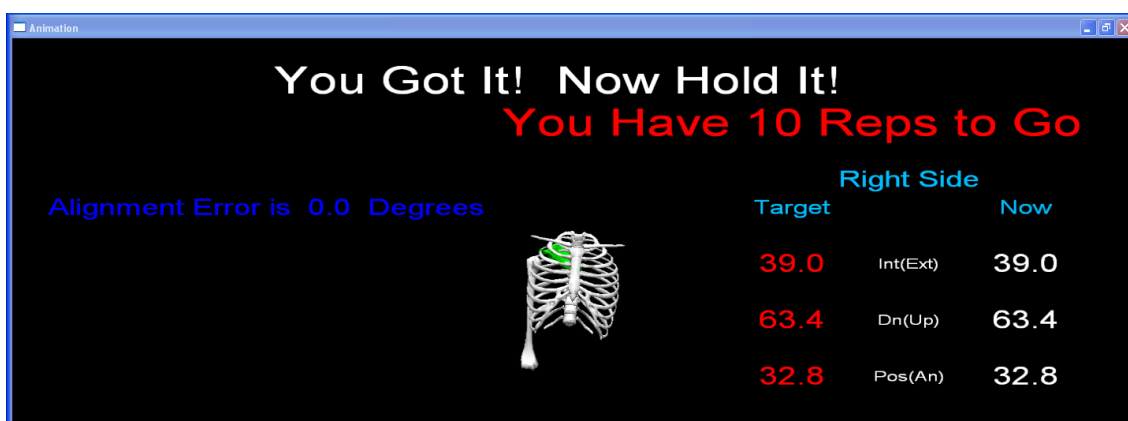 Animation
You Got It!  Now Hold It!
You Have 10 Reps to Go
Right Side
Alignment Error is  0.0  Degrees
Target Now
39.0 Int(Ext) 39.0
63.4 Dn(Up) 63.4
32.8 Pos(An) 32.8